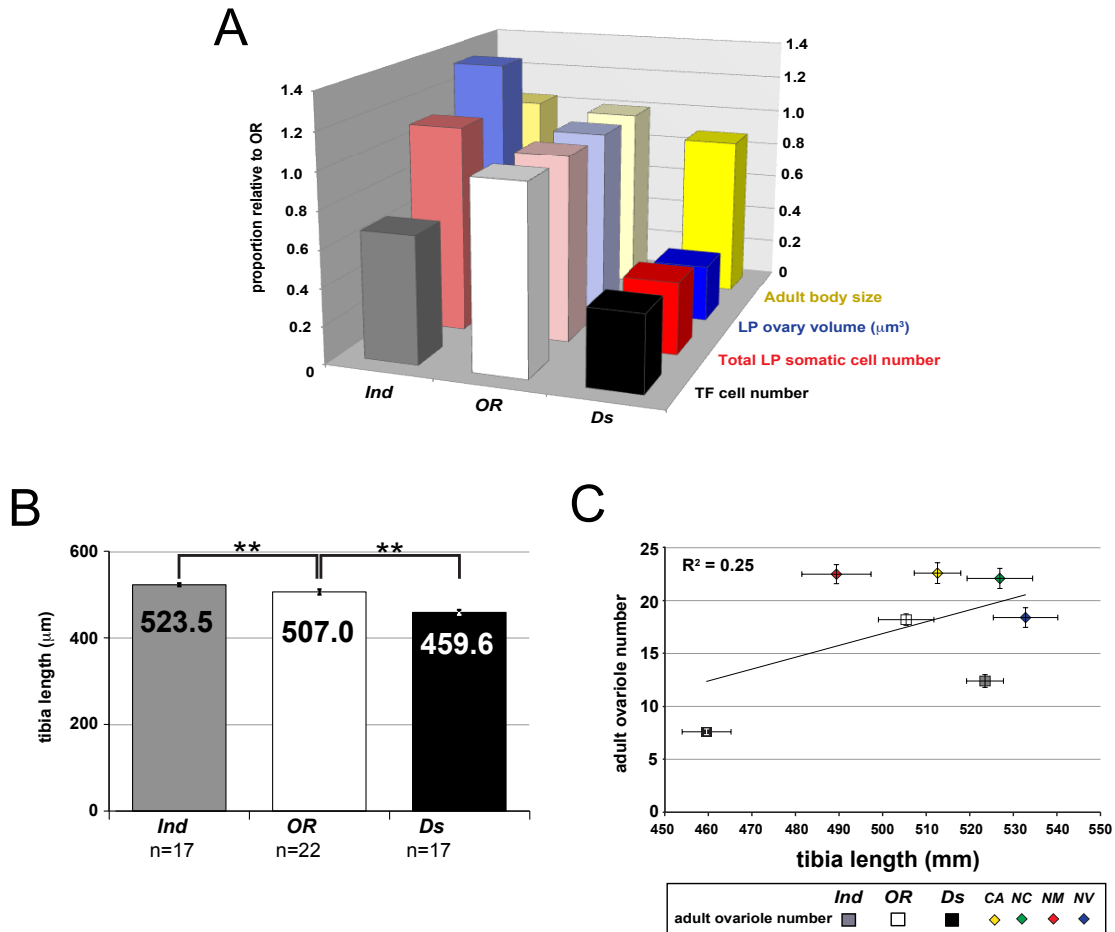 A
proportion relative to OR
1.4
1.2
1.0
0.8
0.6
0.4
0.2
0
1.4
1.2
1.0
0.8
0.6
0.4
0.2
0
Ind
OR
Ds
Adult body size
LP ovary volume (μm³)
Total LP somatic cell number
TF cell number
B
tibia length (μm)
600
400
200
0
**
**
523.5
507.0
459.6
Ind
OR
Ds
n=17
n=22
n=17
C
adult ovariole number
25
20
15
10
5
0
R² = 0.25
450 460 470 480 490 500 510 520 530 540 550
tibia length (mm)
Ind OR Ds CA NC NM NV
adult ovariole number